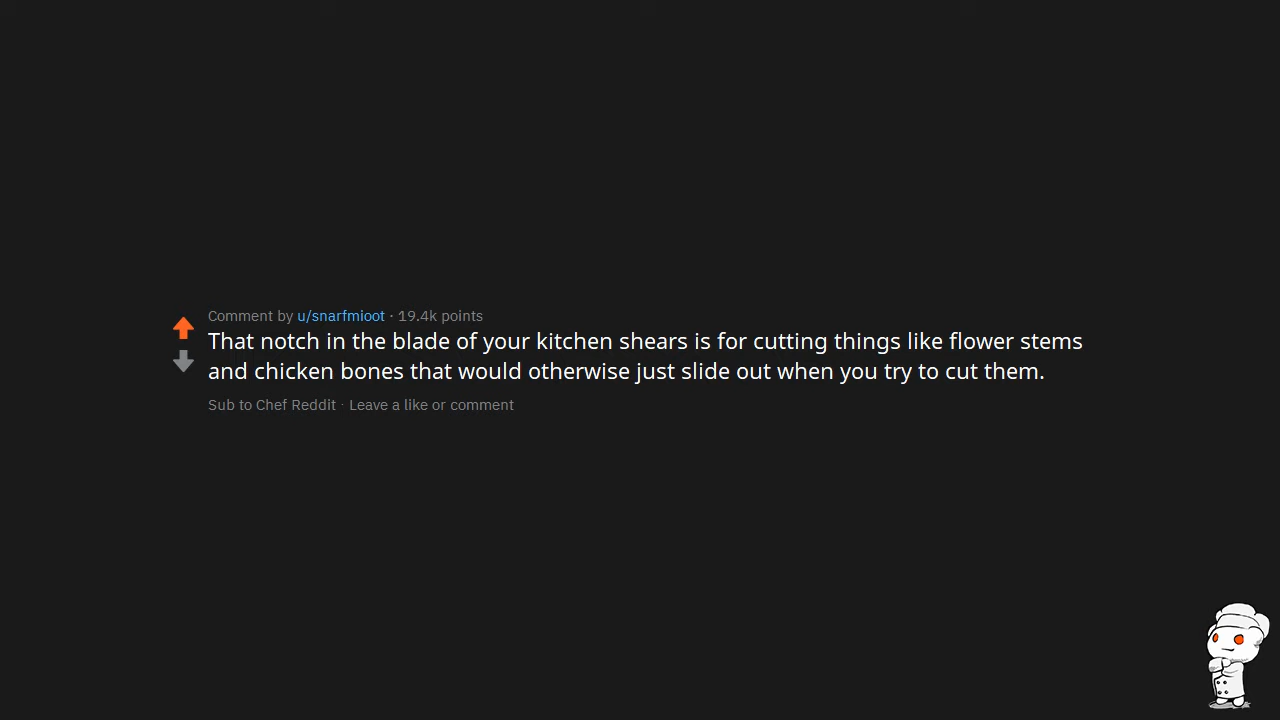 Comment by u/snarfmioot · 19.4k points
That notch in the blade of your kitchen shears is for cutting things like flower stems
and chicken bones that would otherwise just slide out when you try to cut them.
Sub to Chef Reddit · Leave a like or comment